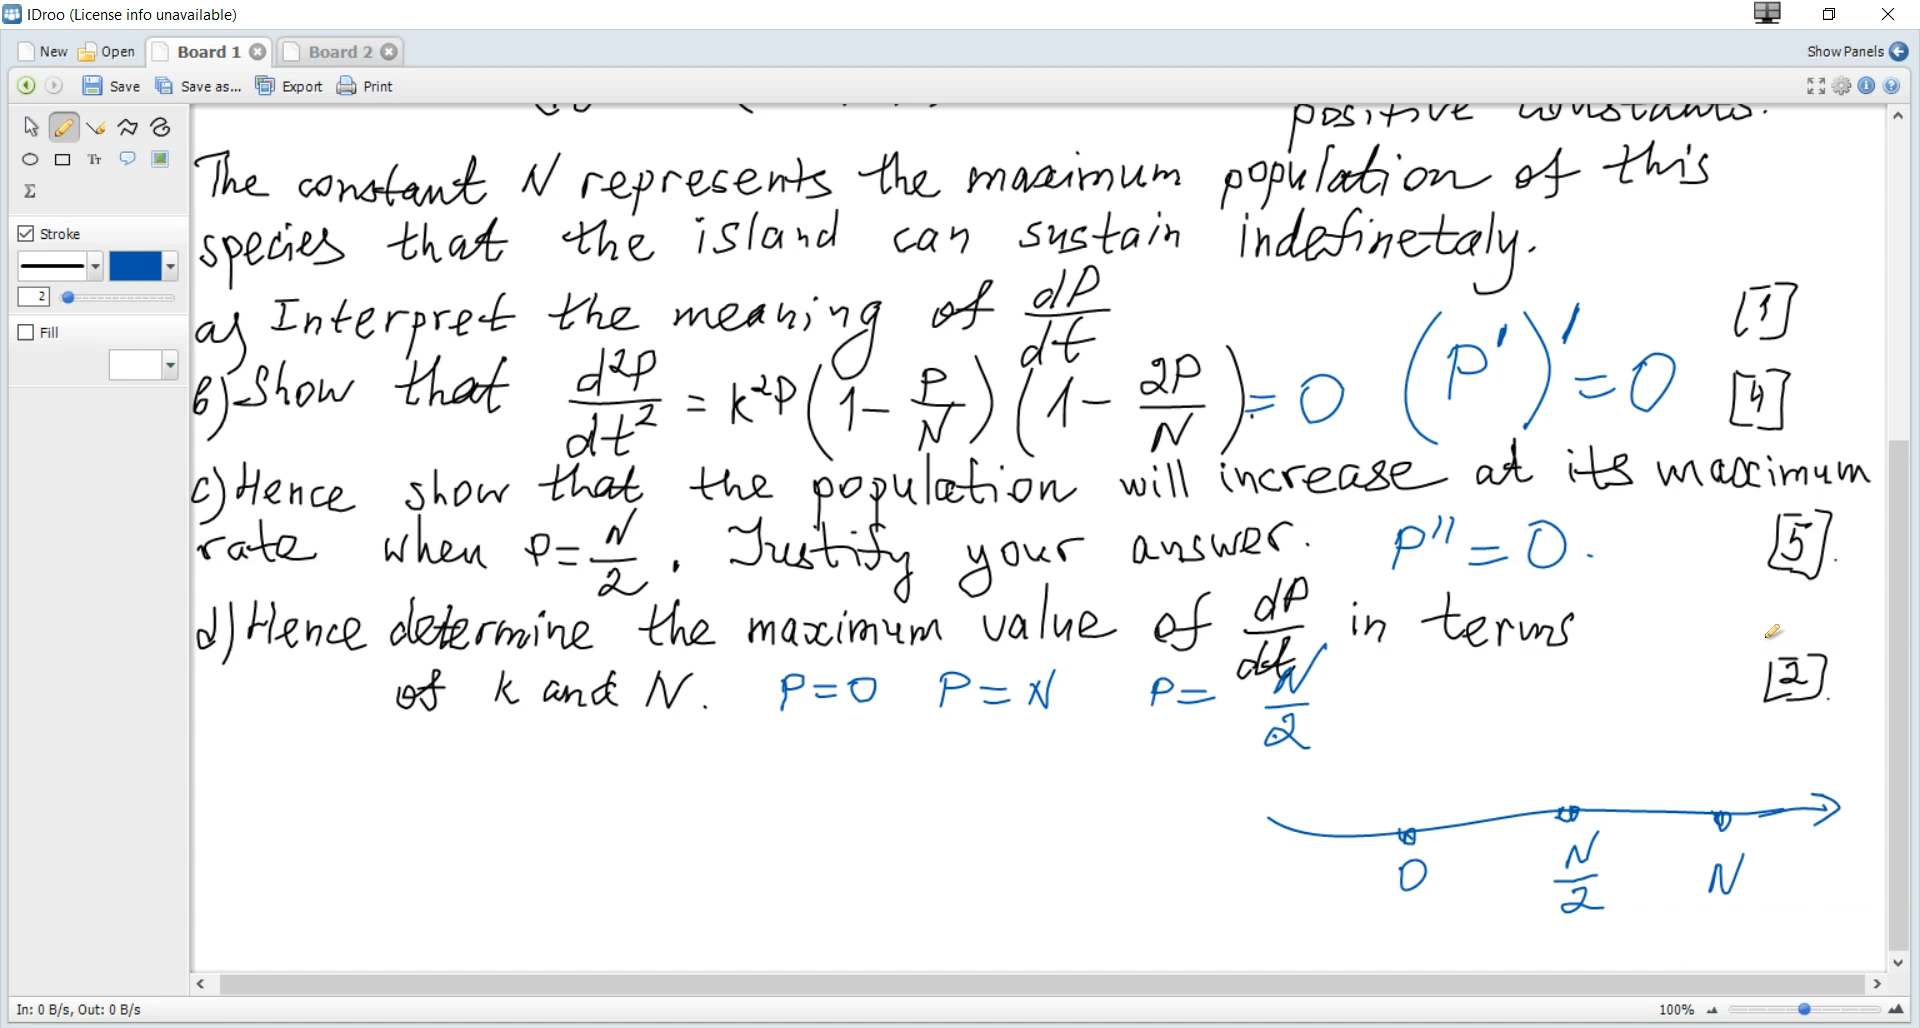 IDroo (License info unavailable)
New Open Board 1 Board 2 Show Panels
Save Save as... Export Print
positive constants.
The constant N represents the maximum population of this
species that the island can sustain indefinetaly.
a) Interpret the meaning of dP/dt [1]
b) Show that d²P/dt² = k²P(1 - P/N)(1 - 2P/N). = 0 (P')' = 0 [4]
c) Hence show that the population will increase at its maximum
rate when P = N/2. Justify your answer. P'' = 0. [5].
d) Hence determine the maximum value of dP/dt in terms
of k and N. P = 0 P = N P = N/2 [2].
0 N/2 N
Tr
Σ
Stroke
2
Fill
In: 0 B/s, Out: 0 B/s 100%